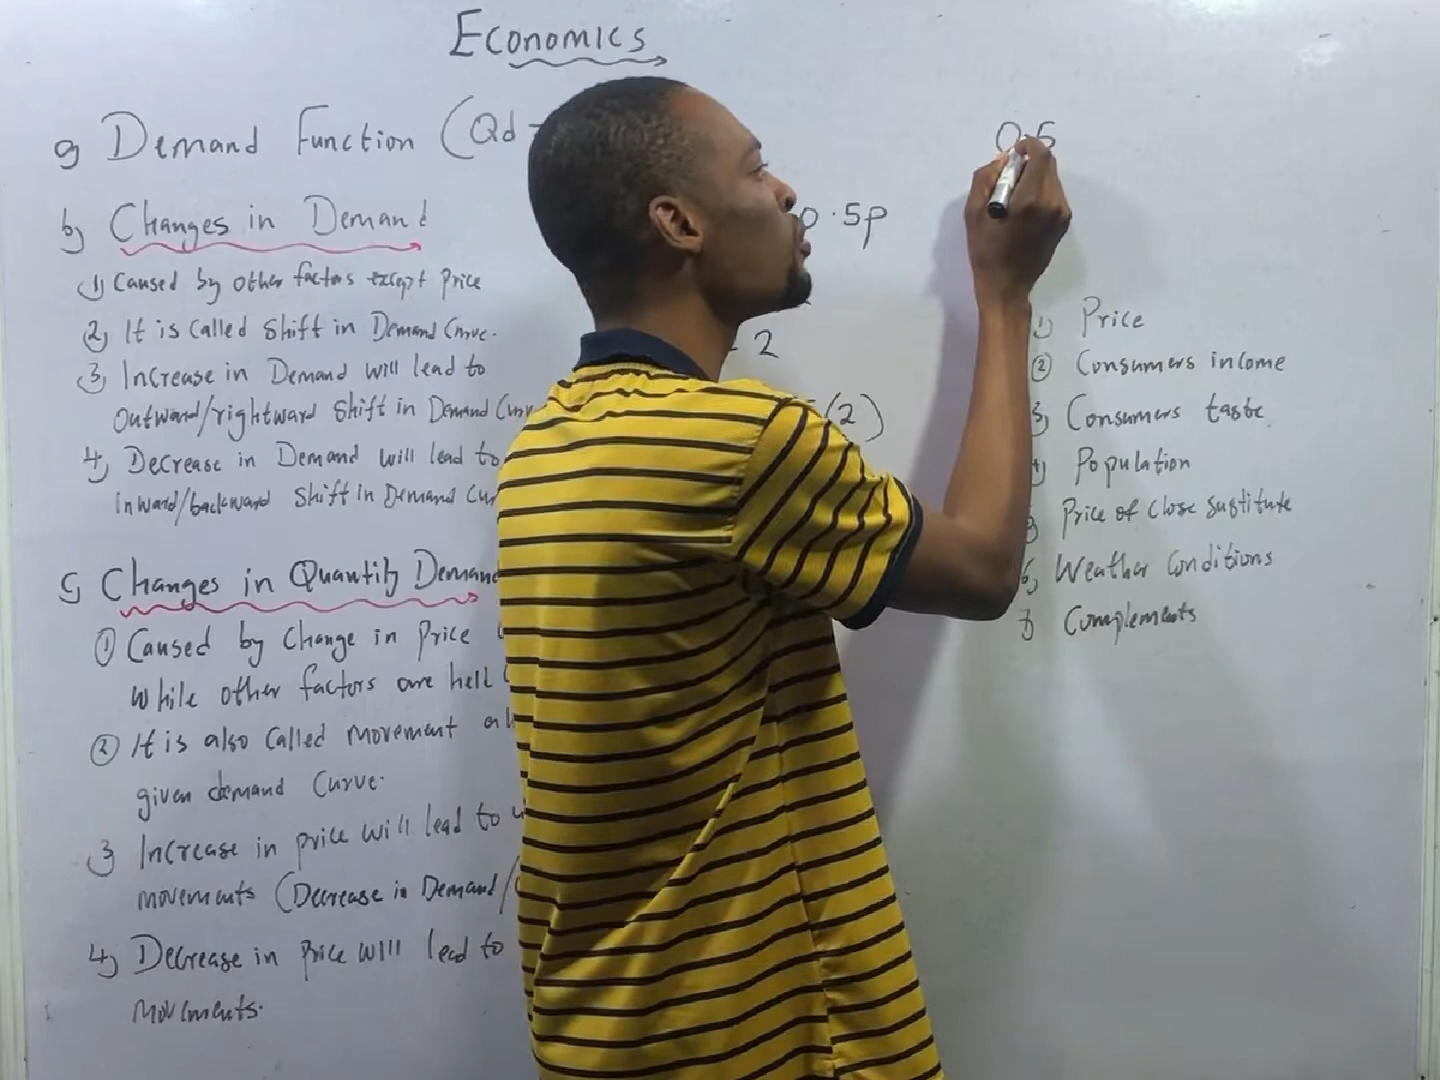 Economics
a) Demand Function (Qd
b) Changes in Demand
1) Caused by other factors except price
2) It is called shift in Demand Curve.
3) Increase in Demand will lead to
outward/rightward shift in Demand Curv
4) Decrease in Demand will lead to
inward/backward shift in Demand Cur
c) Changes in Quantity Demand
① Caused by change in price
while other factors are held
② It is also called movement al
given demand curve.
3) Increase in price will lead to u
movements (Decrease in Demand/
4) Decrease in price will lead to
movements.
0.5p
- 2
(2)
0.5
1) Price
② Consumers income
3) Consumers taste.
4) Population
5) Price of close sustitute
6) Weather Conditions
7) Complements